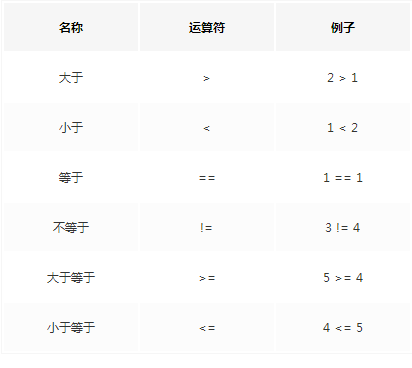 名称 运算符 例子
大于 > 2 > 1
小于 < 1 < 2
等于 == 1 == 1
不等于 != 3 != 4
大于等于 >= 5 >= 4
小于等于 <= 4 <= 5